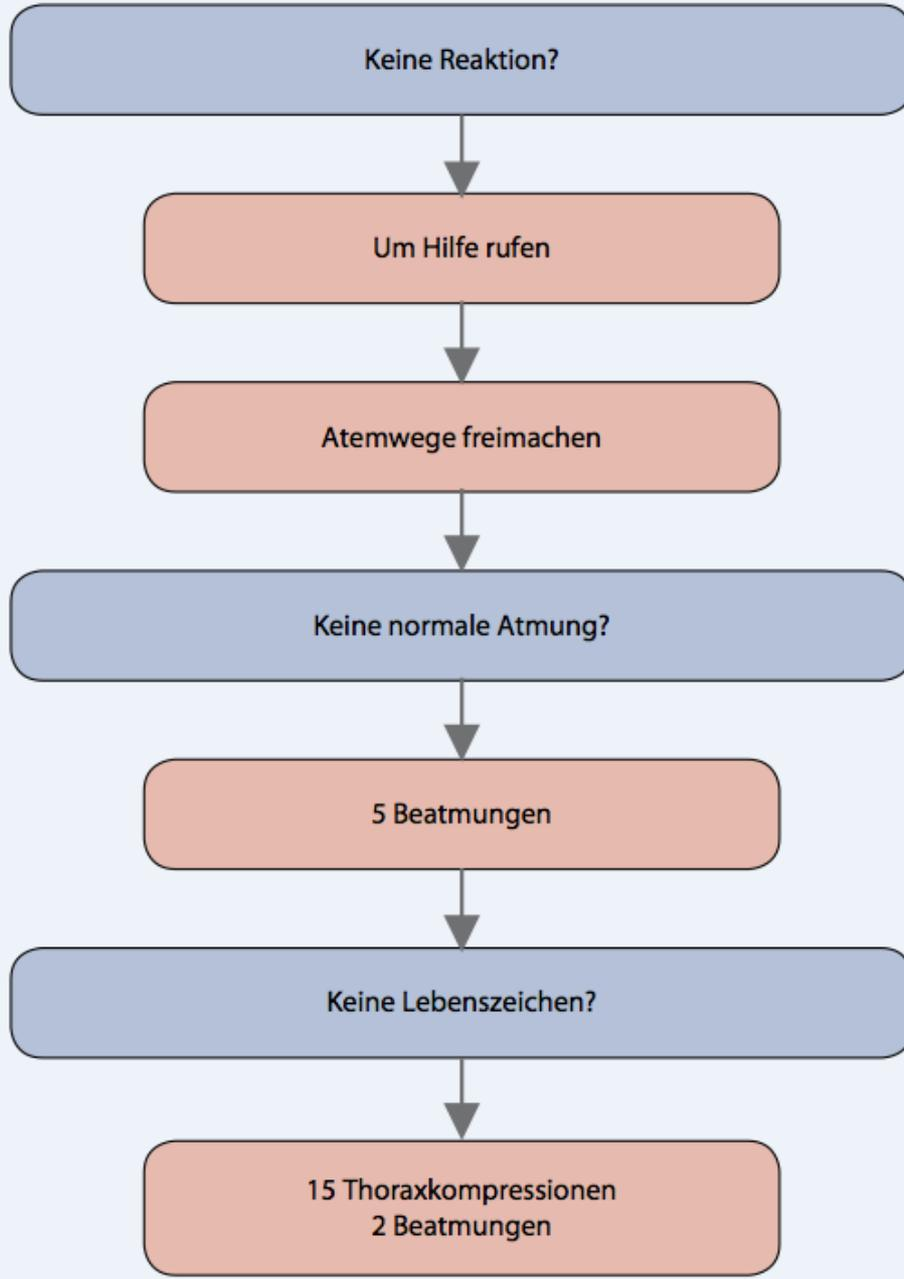 Keine Reaktion?
Um Hilfe rufen
Atemwege freimachen
Keine normale Atmung?
5 Beatmungen
Keine Lebenszeichen?
15 Thoraxkompressionen
2 Beatmungen